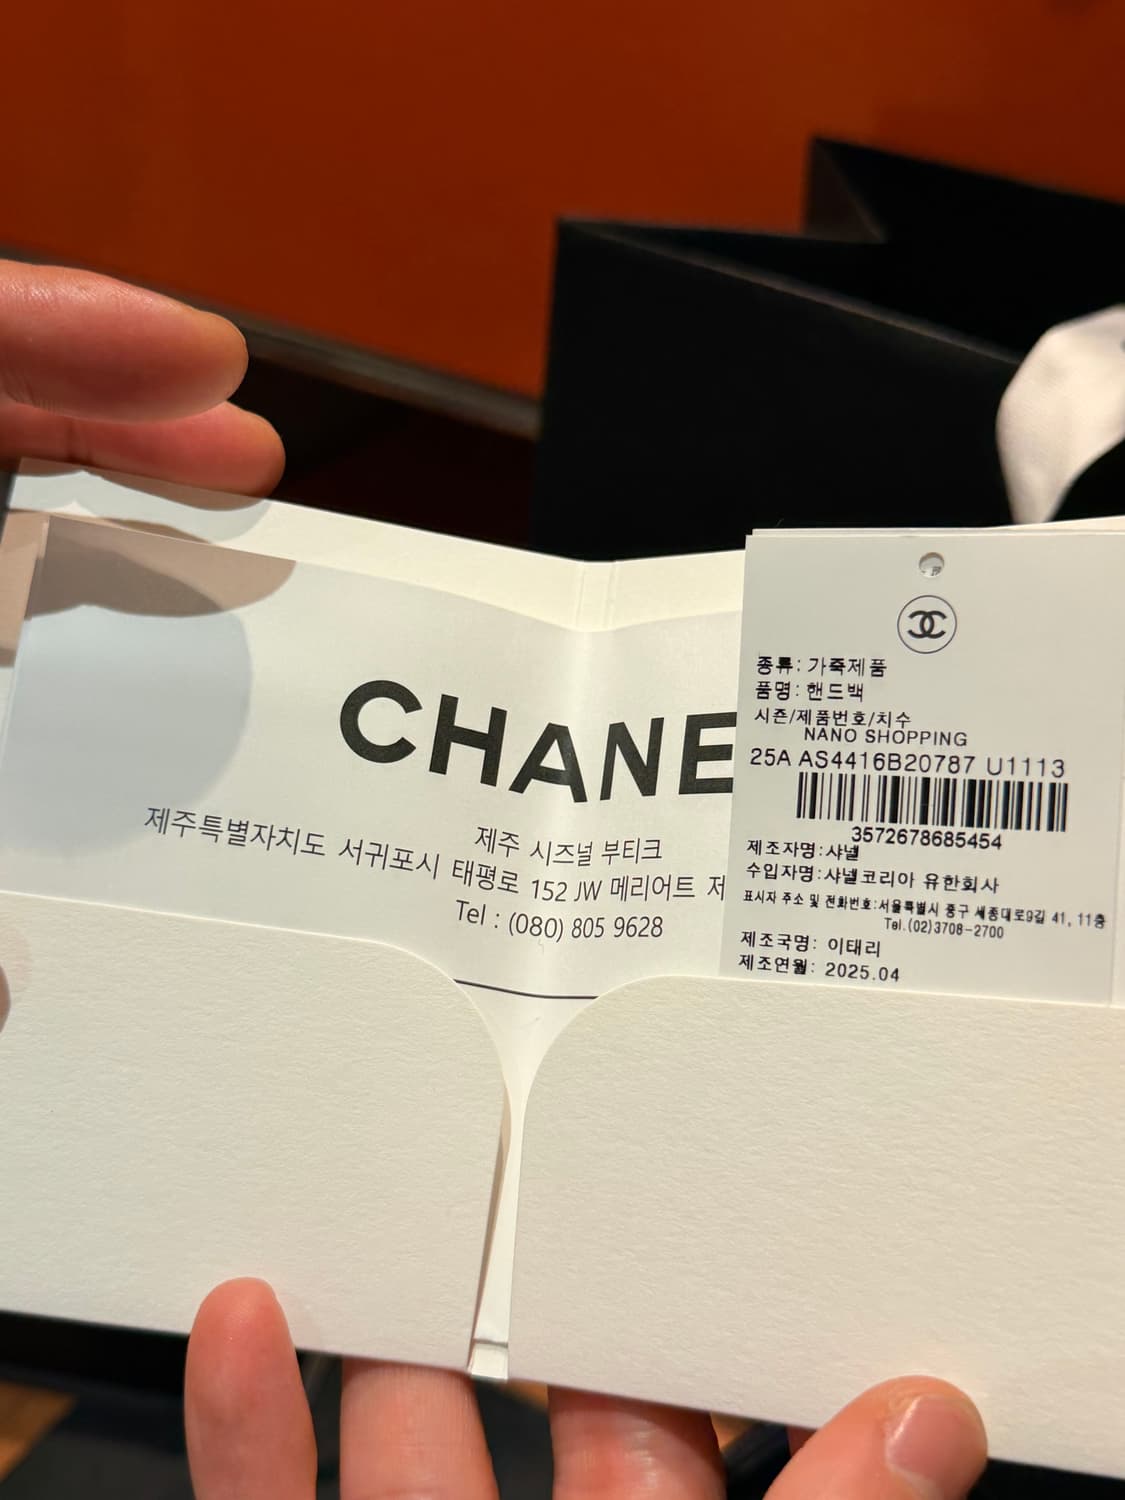 CHANE
제주 시즈널 부티크
제주특별자치도 서귀포시 태평로 152 JW 메리어트 제
Tel : (080) 805 9628
종류: 가죽제품
품명: 핸드백
시즌/제품번호/치수
NANO SHOPPING
25A AS4416B20787 U1113
3572678685454
제조자명:샤넬
수입자명:샤넬코리아 유한회사
표시자 주소 및 전화번호:서울특별시 중구 세종대로9길 41, 11층
Tel.(02)3708-2700
제조국명: 이태리
제조연월: 2025.04